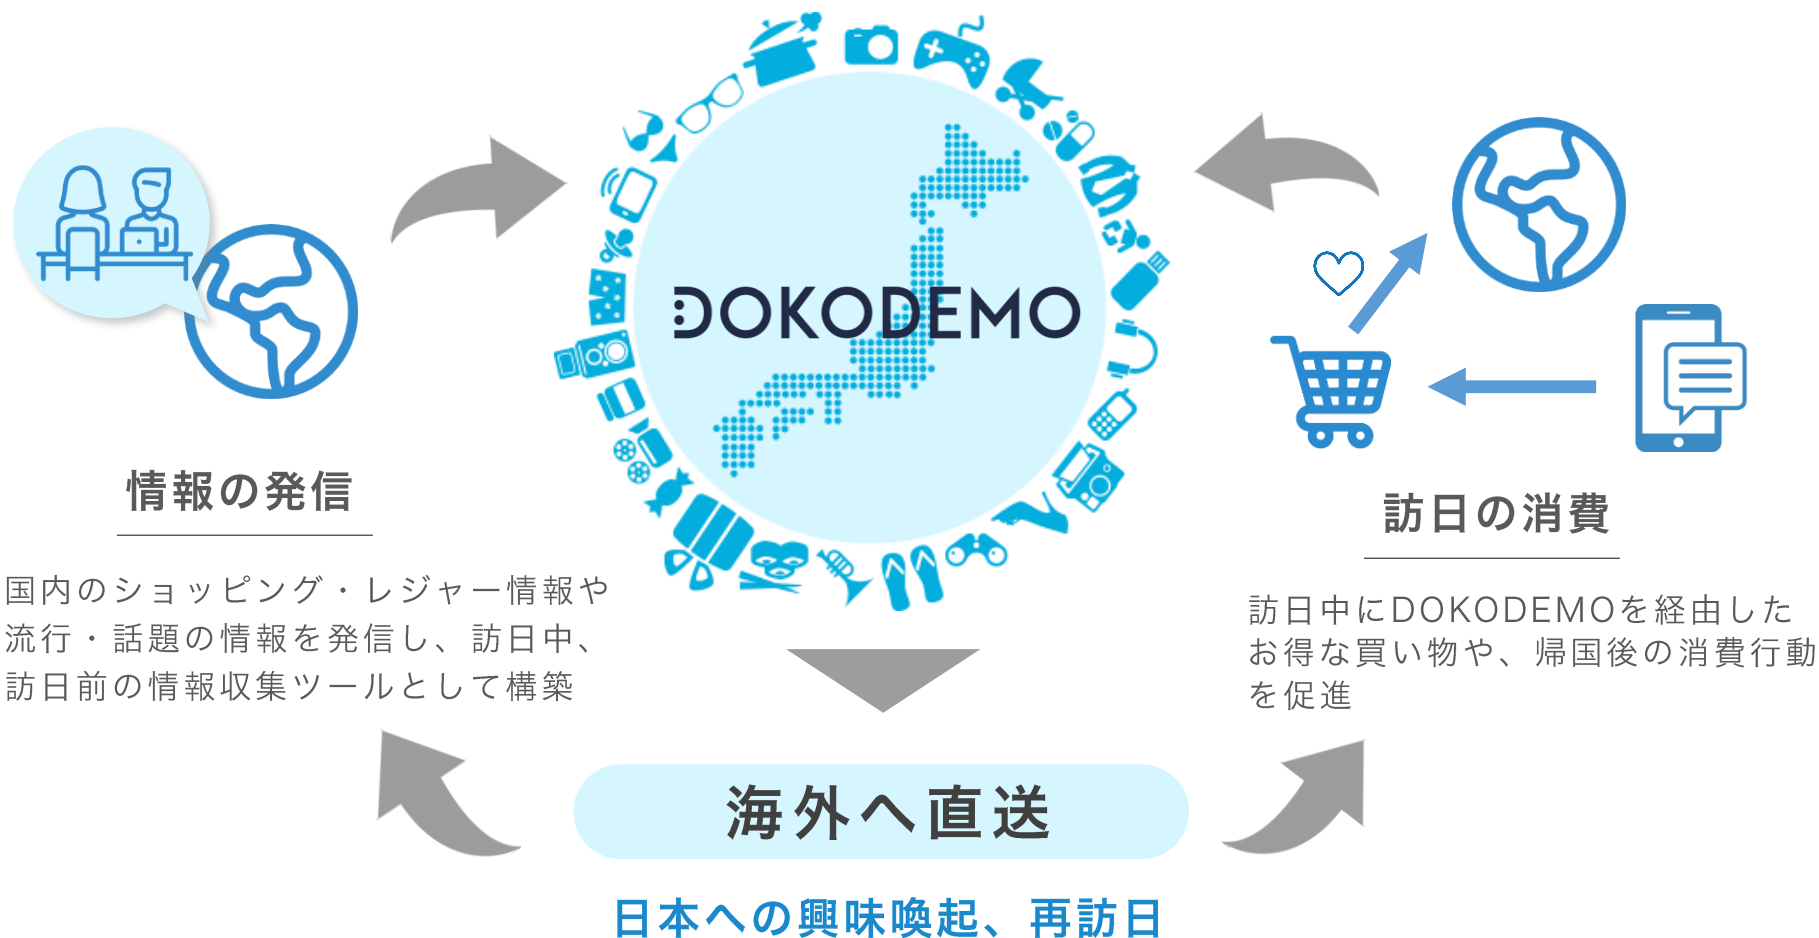 DOKODEMO
情報の発信
国内のショッピング・レジャー情報や
流行・話題の情報を発信し、訪日中、
訪日前の情報収集ツールとして構築
訪日の消費
訪日中にDOKODEMOを経由した
お得な買い物や、帰国後の消費行動
を促進
海外へ直送
日本への興味喚起、再訪日